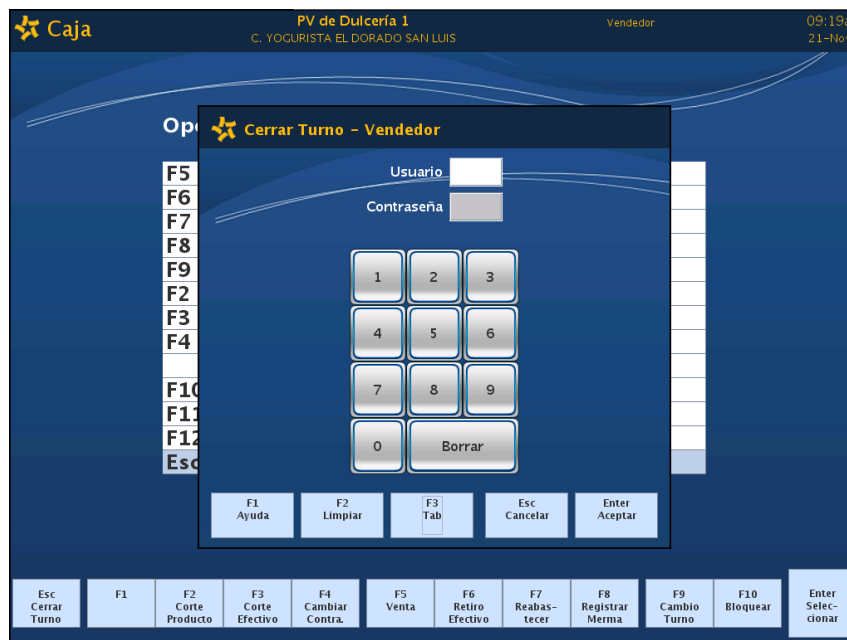 Caja
PV de Dulcería 1
C. YOGURISTA EL DORADO SAN LUIS
Vendedor
09:19a
21-No
Ope
Cerrar Turno - Vendedor
Usuario
Contraseña
F5
F6
F7
F8
F9
F2
F3
F4
F10
F11
F12
Esc
1 2 3
4 5 6
7 8 9
0 Borrar
F1
Ayuda
F2
Limpiar
F3
Tab
Esc
Cancelar
Enter
Aceptar
Esc
Cerrar
Turno
F1
F2
Corte
Producto
F3
Corte
Efectivo
F4
Cambiar
Contra.
F5
Venta
F6
Retiro
Efectivo
F7
Reabas-
tecer
F8
Registrar
Merma
F9
Cambio
Turno
F10
Bloquear
Enter
Selec-
cionar